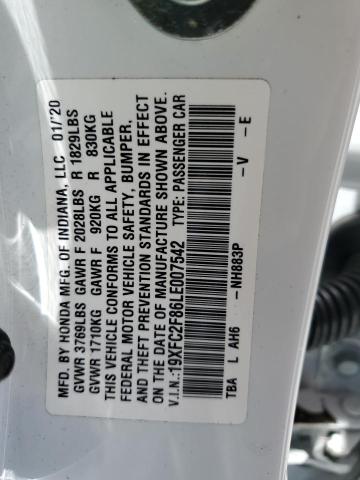 MFD. BY HONDA MFG. OF INDIANA, LLC 01/'20
GVWR 3769LBS GAWR F 2028LBS R 1829LBS
GVWR 1710KG GAWR F 920KG R 830KG
THIS VEHICLE CONFORMS TO ALL APPLICABLE
FEDERAL MOTOR VEHICLE SAFETY, BUMPER,
AND THEFT PREVENTION STANDARDS IN EFFECT
ON THE DATE OF MANUFACTURE SHOWN ABOVE.
V.I.N.:19XFC2F86LE007542 TYPE: PASSENGER CAR
TBA L AH6 -NH883P -V -E